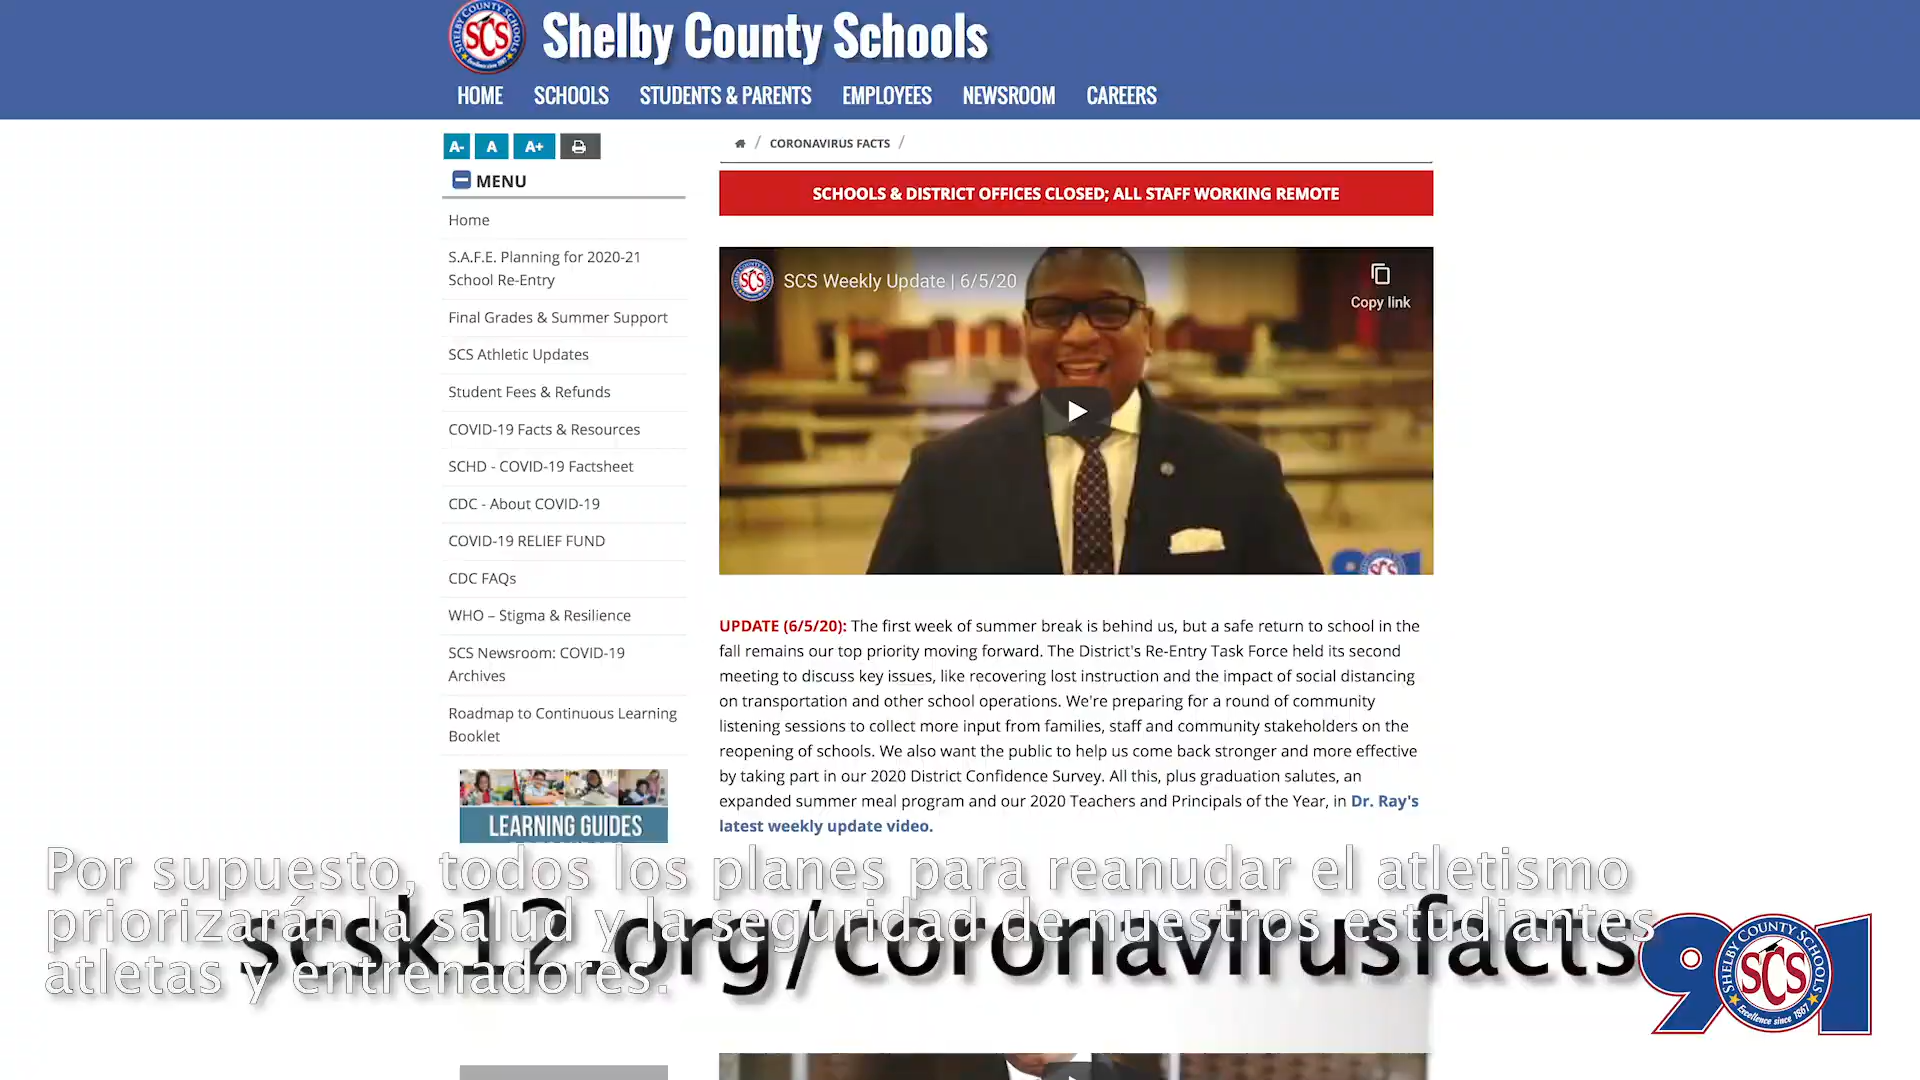 SCS
Shelby County Schools
HOME SCHOOLS STUDENTS & PARENTS EMPLOYEES NEWSROOM CAREERS
A- A A+
CORONAVIRUS FACTS
MENU
Home
S.A.F.E. Planning for 2020-21
School Re-Entry
Final Grades & Summer Support
SCS Athletic Updates
Student Fees & Refunds
COVID-19 Facts & Resources
SCHD - COVID-19 Factsheet
CDC - About COVID-19
COVID-19 RELIEF FUND
CDC FAQs
WHO – Stigma & Resilience
SCS Newsroom: COVID-19
Archives
Roadmap to Continuous Learning
Booklet
LEARNING GUIDES
SCHOOLS & DISTRICT OFFICES CLOSED; ALL STAFF WORKING REMOTE
SCS Weekly Update | 6/5/20
Copy link
UPDATE (6/5/20): The first week of summer break is behind us, but a safe return to school in the
fall remains our top priority moving forward. The District's Re-Entry Task Force held its second
meeting to discuss key issues, like recovering lost instruction and the impact of social distancing
on transportation and other school operations. We're preparing for a round of community
listening sessions to collect more input from families, staff and community stakeholders on the
reopening of schools. We also want the public to help us come back stronger and more effective
by taking part in our 2020 District Confidence Survey. All this, plus graduation salutes, an
expanded summer meal program and our 2020 Teachers and Principals of the Year, in Dr. Ray's
latest weekly update video.
Por supuesto, todos los planes para reanudar el atletismo
priorizarán la salud y la seguridad de nuestros estudiantes
atletas y entrenadores.
scsk12.org/coronavirusfacts
901
SHELBY COUNTY SCHOOLS
SCS
Excellence since 1867